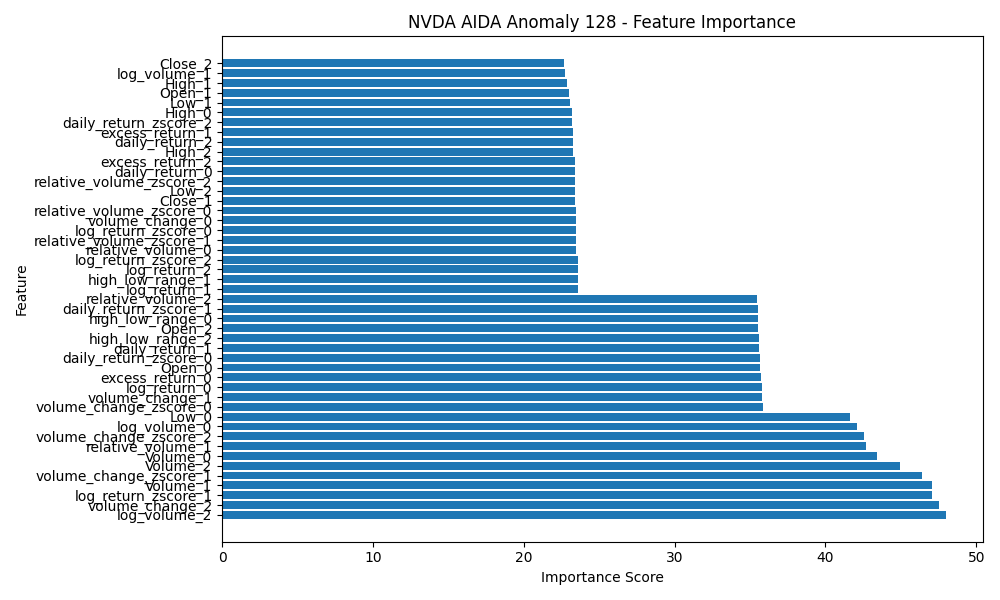 NVDA AIDA Anomaly 128 - Feature Importance
Close_2
log_volume_1
High_1
Open_1
Low_1
High_0
daily_return_zscore_2
excess_return_1
daily_return_2
High_2
excess_return_2
daily_return_0
relative_volume_zscore_2
Low_2
Close_1
relative_volume_zscore_0
volume_change_0
log_return_zscore_0
relative_volume_zscore_1
relative_volume_0
log_return_zscore_2
log_return_2
high_low_range_1
log_return_1
relative_volume_2
daily_return_zscore_1
high_low_range_0
Open_2
high_low_range_2
daily_return_1
daily_return_zscore_0
Open_0
excess_return_0
log_return_0
volume_change_1
volume_change_zscore_0
Low_0
log_volume_0
volume_change_zscore_2
relative_volume_1
Volume_0
Volume_2
volume_change_zscore_1
Volume_1
log_return_zscore_1
volume_change_2
log_volume_2
Feature
0 10 20 30 40 50
Importance Score